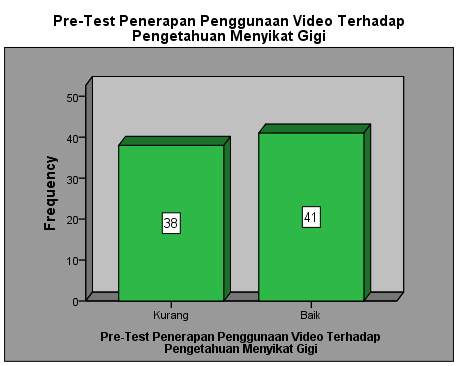 Pre-Test Penerapan Penggunaan Video Terhadap
Pengetahuan Menyikat Gigi
Frequency
50
40
30
20
10
0
38
41
Kurang
Baik
Pre-Test Penerapan Penggunaan Video Terhadap
Pengetahuan Menyikat Gigi